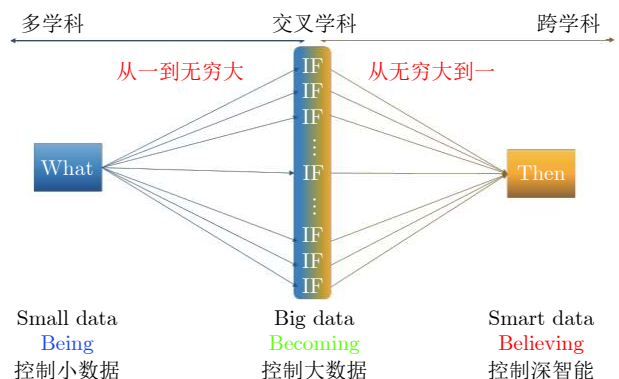 多学科 交叉学科 跨学科
从一到无穷大 从无穷大到一
IF
IF
IF
⋮
What IF Then
⋮
IF
IF
IF
Small data Big data Smart data
Being Becoming Believing
控制小数据 控制大数据 控制深智能